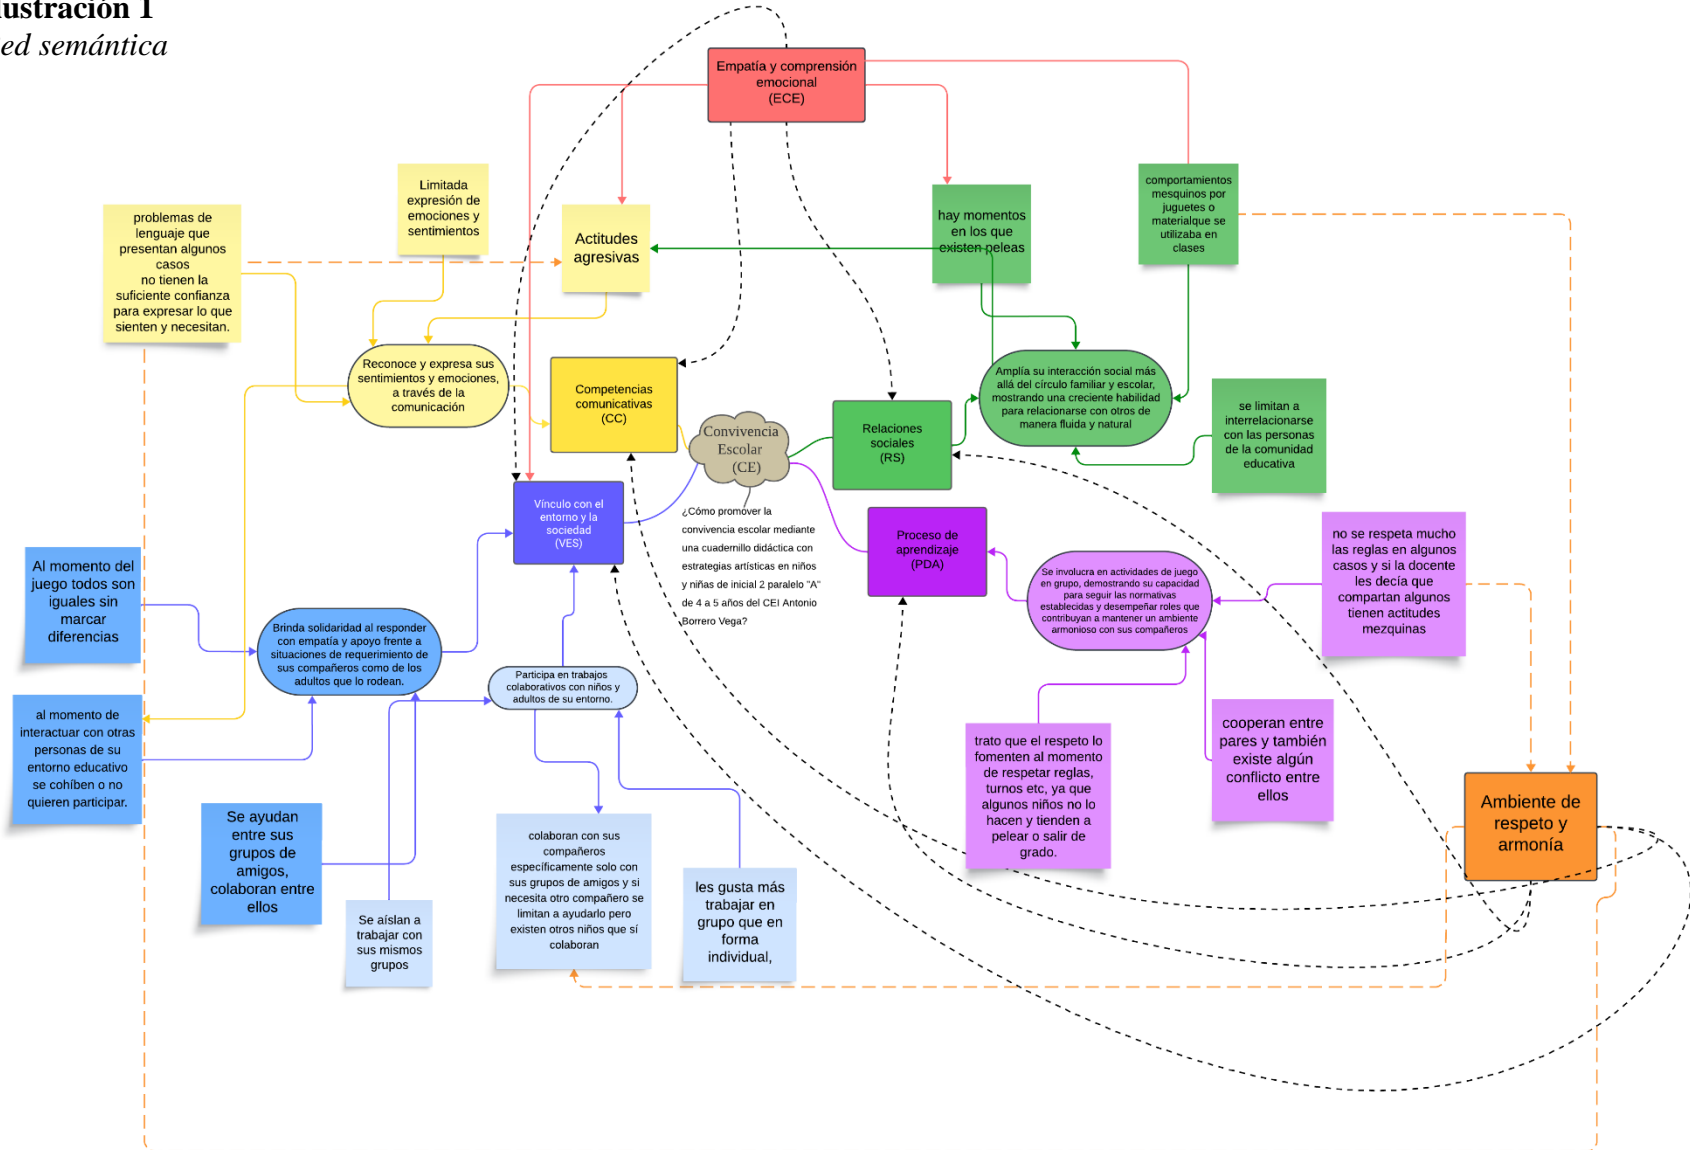 lustración 1
ed semántica
Empatía y comprensión
emocional
(ECE)
Limitada
expresión de
emociones y
sentimientos
problemas de
lenguaje que
presentan algunos
casos
no tienen la
suficiente confianza
para expresar lo que
sienten y necesitan.
Actitudes
agresivas
hay momentos
en los que
existen peleas
comportamientos
mesquinos por
juguetes o
materialque se
utilizaba en
clases
Reconoce y expresa sus
sentimientos y emociones,
a través de la
comunicación
Competencias
comunicativas
(CC)
Convivencia
Escolar
(CE)
Relaciones
sociales
(RS)
Amplía su interacción social más
allá del círculo familiar y escolar,
mostrando una creciente habilidad
para relacionarse con otros de
manera fluida y natural
se limitan a
interrelacionarse
con las personas
de la comunidad
educativa
Vínculo con el
entorno y la
sociedad
(VES)
¿Cómo promover la
convivencia escolar mediante
una cuadernillo didáctica con
estrategias artísticas en niños
y niñas de inicial 2 paralelo "A"
de 4 a 5 años del CEI Antonio
Borrero Vega?
Proceso de
aprendizaje
(PDA)
Se involucra en actividades de juego
en grupo, demostrando su capacidad
para seguir las normativas
establecidas y desempeñar roles que
contribuyan a mantener un ambiente
armonioso con sus compañeros
no se respeta mucho
las reglas en algunos
casos y si la docente
les decía que
compartan algunos
tienen actitudes
mezquinas
Al momento del
juego todos son
iguales sin
marcar
diferencias
Brinda solidaridad al responder
con empatía y apoyo frente a
situaciones de requerimiento de
sus compañeros como de los
adultos que lo rodean.
Participa en trabajos
colaborativos con niños y
adultos de su entorno.
al momento de
interactuar con otras
personas de su
entorno educativo
se cohíben o no
quieren participar.
trato que el respeto lo
fomenten al momento
de respetar reglas,
turnos etc, ya que
algunos niños no lo
hacen y tienden a
pelear o salir de
grado.
cooperan entre
pares y también
existe algún
conflicto entre
ellos
Ambiente de
respeto y
armonía
Se ayudan
entre sus
grupos de
amigos,
colaboran entre
ellos
Se aíslan a
trabajar con
sus mismos
grupos
colaboran con sus
compañeros
específicamente solo con
sus grupos de amigos y si
necesita otro compañero se
limitan a ayudarlo pero
existen otros niños que sí
colaboran
les gusta más
trabajar en
grupo que en
forma
individual,